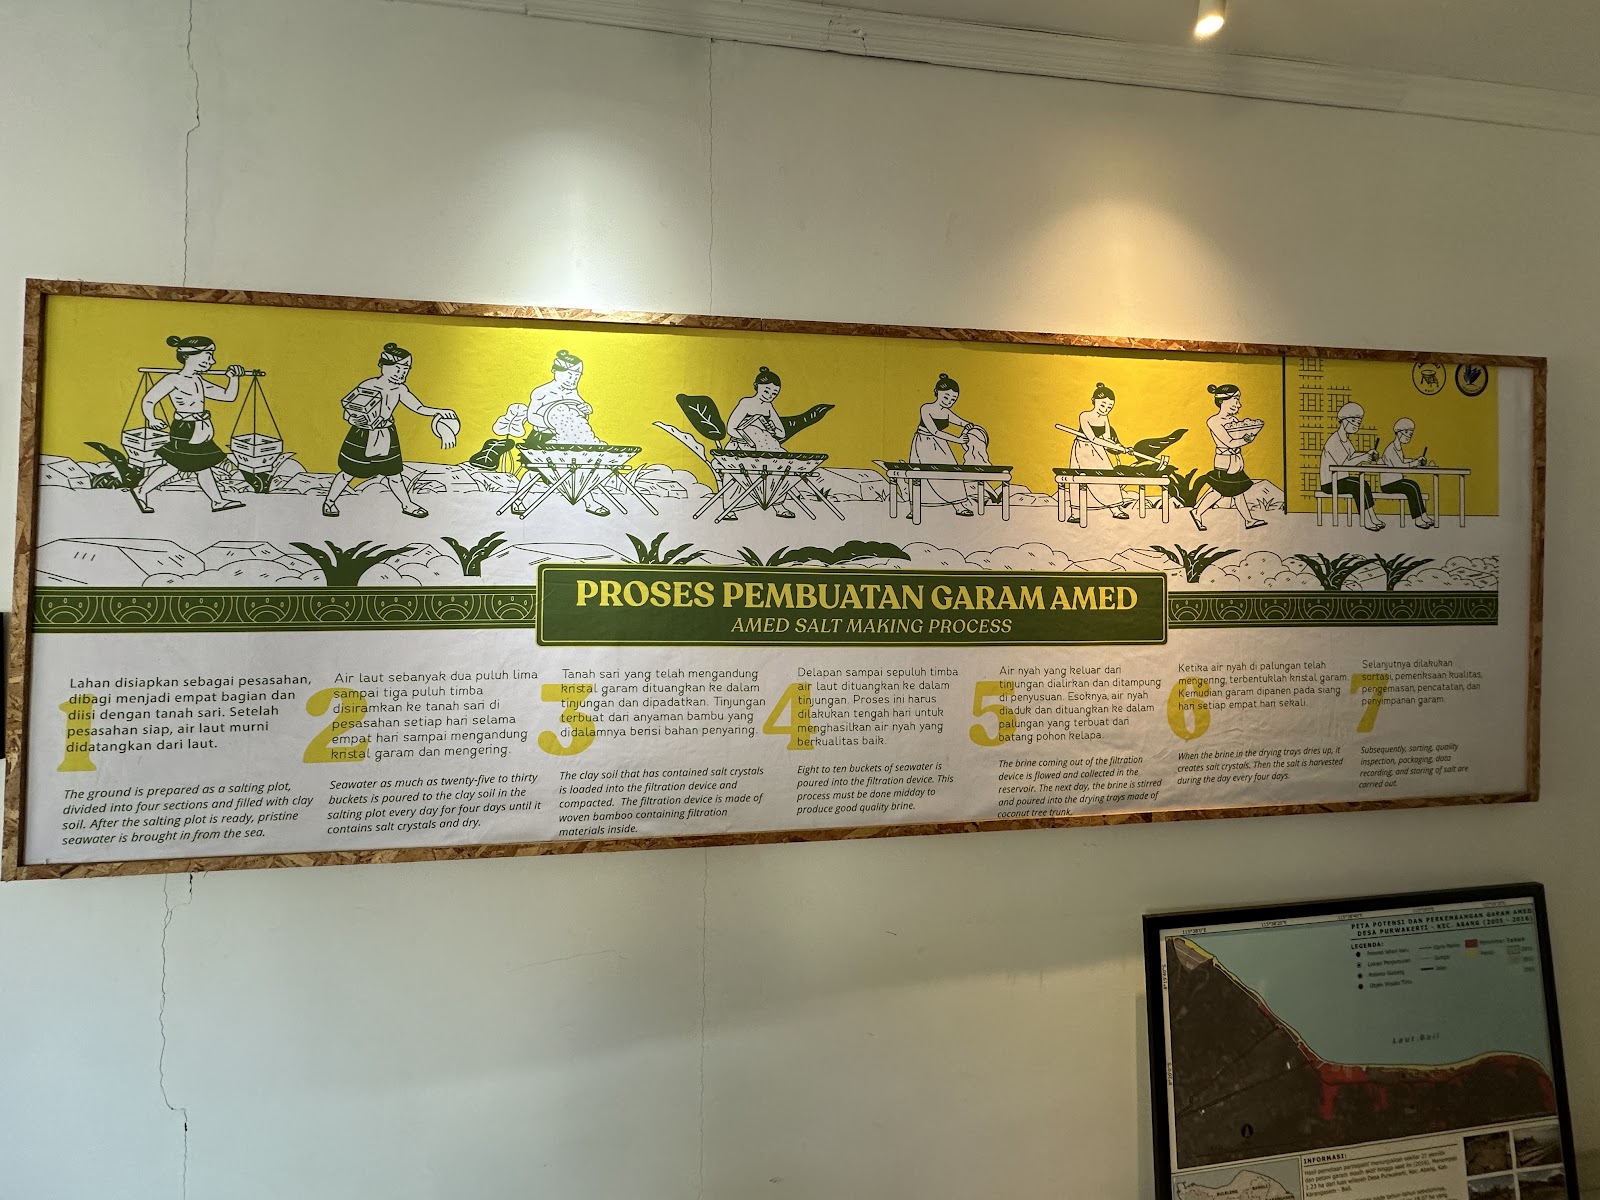 PROSES PEMBUATAN GARAM AMED
AMED SALT MAKING PROCESS
1
Lahan disiapkan sebagai pesasahan,
dibagi menjadi empat bagian dan
diisi dengan tanah sari. Setelah
pesasahan siap, air laut murni
didatangkan dari laut.
The ground is prepared as a salting plot,
divided into four sections and filled with clay
soil. After the salting plot is ready, pristine
seawater is brought in from the sea.
2
Air laut sebanyak dua puluh lima
sampai tiga puluh timba
disiramkan ke tanah sari di
pesasahan setiap hari selama
empat hari sampai mengandung
kristal garam dan mengering.
Seawater as much as twenty-five to thirty
buckets is poured to the clay soil in the
salting plot every day for four days until it
contains salt crystals and dry.
3
Tanah sari yang telah mengandung
kristal garam dituangkan ke dalam
tinjungan dan dipadatkan. Tinjungan
terbuat dari anyaman bambu yang
didalamnya berisi bahan penyaring.
The clay soil that has contained salt crystals
is loaded into the filtration device and
compacted. The filtration device is made of
woven bamboo containing filtration
materials inside.
4
Delapan sampai sepuluh timba
air laut dituangkan ke dalam
tinjungan. Proses ini harus
dilakukan tengah hari untuk
menghasilkan air nyah yang
berkualitas baik.
Eight to ten buckets of seawater is
poured into the filtration device. This
process must be done midday to
produce good quality brine.
5
Air nyah yang keluar dari
tinjungan dialirkan dan ditampung
di penyusuan. Esoknya, air nyah
diaduk dan dituangkan ke dalam
palungan yang terbuat dari
batang pohon kelapa.
The brine coming out of the filtration
device is flowed and collected in the
reservoir. The next day, the brine is stirred
and poured into the drying trays made of
coconut tree trunk.
6
Ketika air nyah di palungan telah
mengering, terbentuklah kristal garam.
Kemudian garam dipanen pada siang
hari setiap empat hari sekali.
When the brine in the drying trays dries up, it
creates salt crystals. Then the salt is harvested
during the day every four days.
7
Selanjutnya dilakukan
sortasi, pemeriksaan kualitas,
pengemasan, pencatatan, dan
penyimpanan garam.
Subsequently, sorting, quality
inspection, packaging, data
recording, and storing of salt are
carried out.
PETA POTENSI DAN PERKEMBANGAN GARAM AMED
DESA PURWAKERTI - KEC. ABANG (2005 - 2016)
LEGENDA:
Laut Bali
INFORMASI: